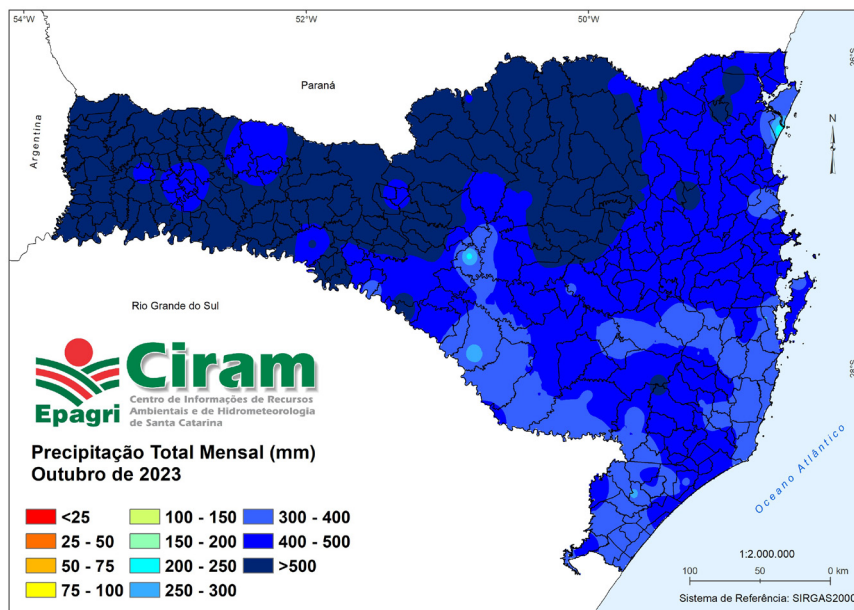 54°W
52°W
50°W
26°S
Paraná
Argentina
N
Rio Grande do Sul
28°S
Ciram
Epagri
Centro de Informações de Recursos
Ambientais e de Hidrometeorologia
de Santa Catarina
Precipitação Total Mensal (mm)
Outubro de 2023
Oceano Atlântico
<25
100 - 150
300 - 400
25 - 50
150 - 200
400 - 500
50 - 75
200 - 250
>500
75 - 100
250 - 300
1:2.000.000
100 50 0 km
Sistema de Referência: SIRGAS2000